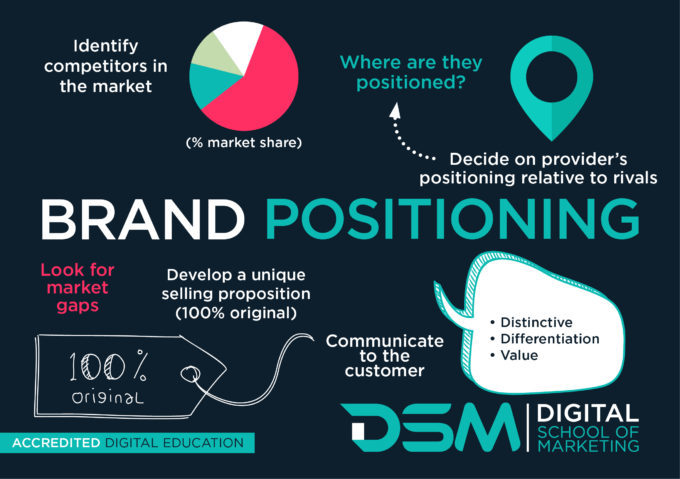 Identify
competitors in
the market
(% market share)
Where are they
positioned?
Decide on provider's
positioning relative to rivals
BRAND POSITIONING
Look for
market
gaps
Develop a unique
selling proposition
(100% original)
100%
original
Communicate
to the
customer
• Distinctive
• Differentiation
• Value
DSM
DIGITAL
SCHOOL OF
MARKETING
ACCREDITED DIGITAL EDUCATION